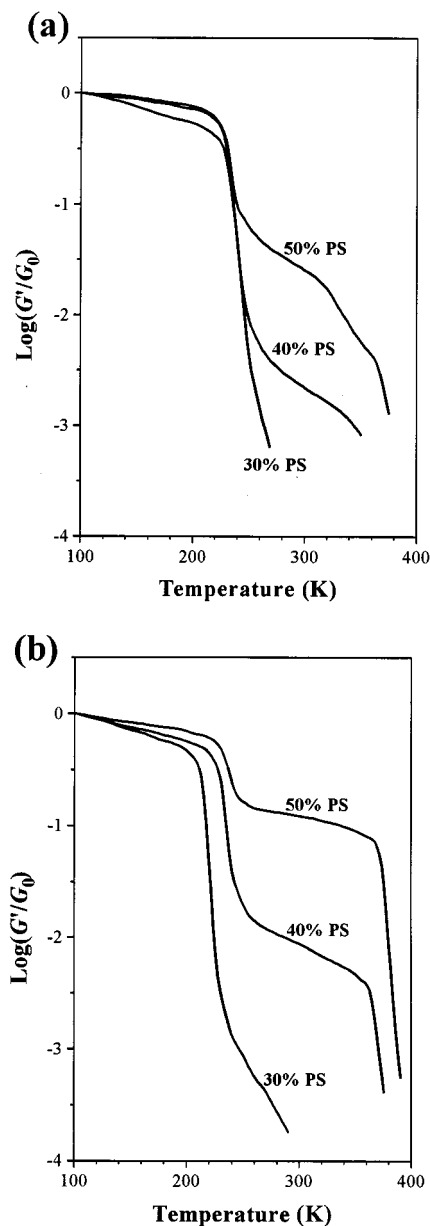 (a)
0
-1
-2
-3
-4
Log(G'/G0)
50% PS
40% PS
30% PS
100 200 300 400
Temperature (K)
(b)
0
-1
-2
-3
-4
Log(G'/G0)
50% PS
40% PS
30% PS
100 200 300 400
Temperature (K)